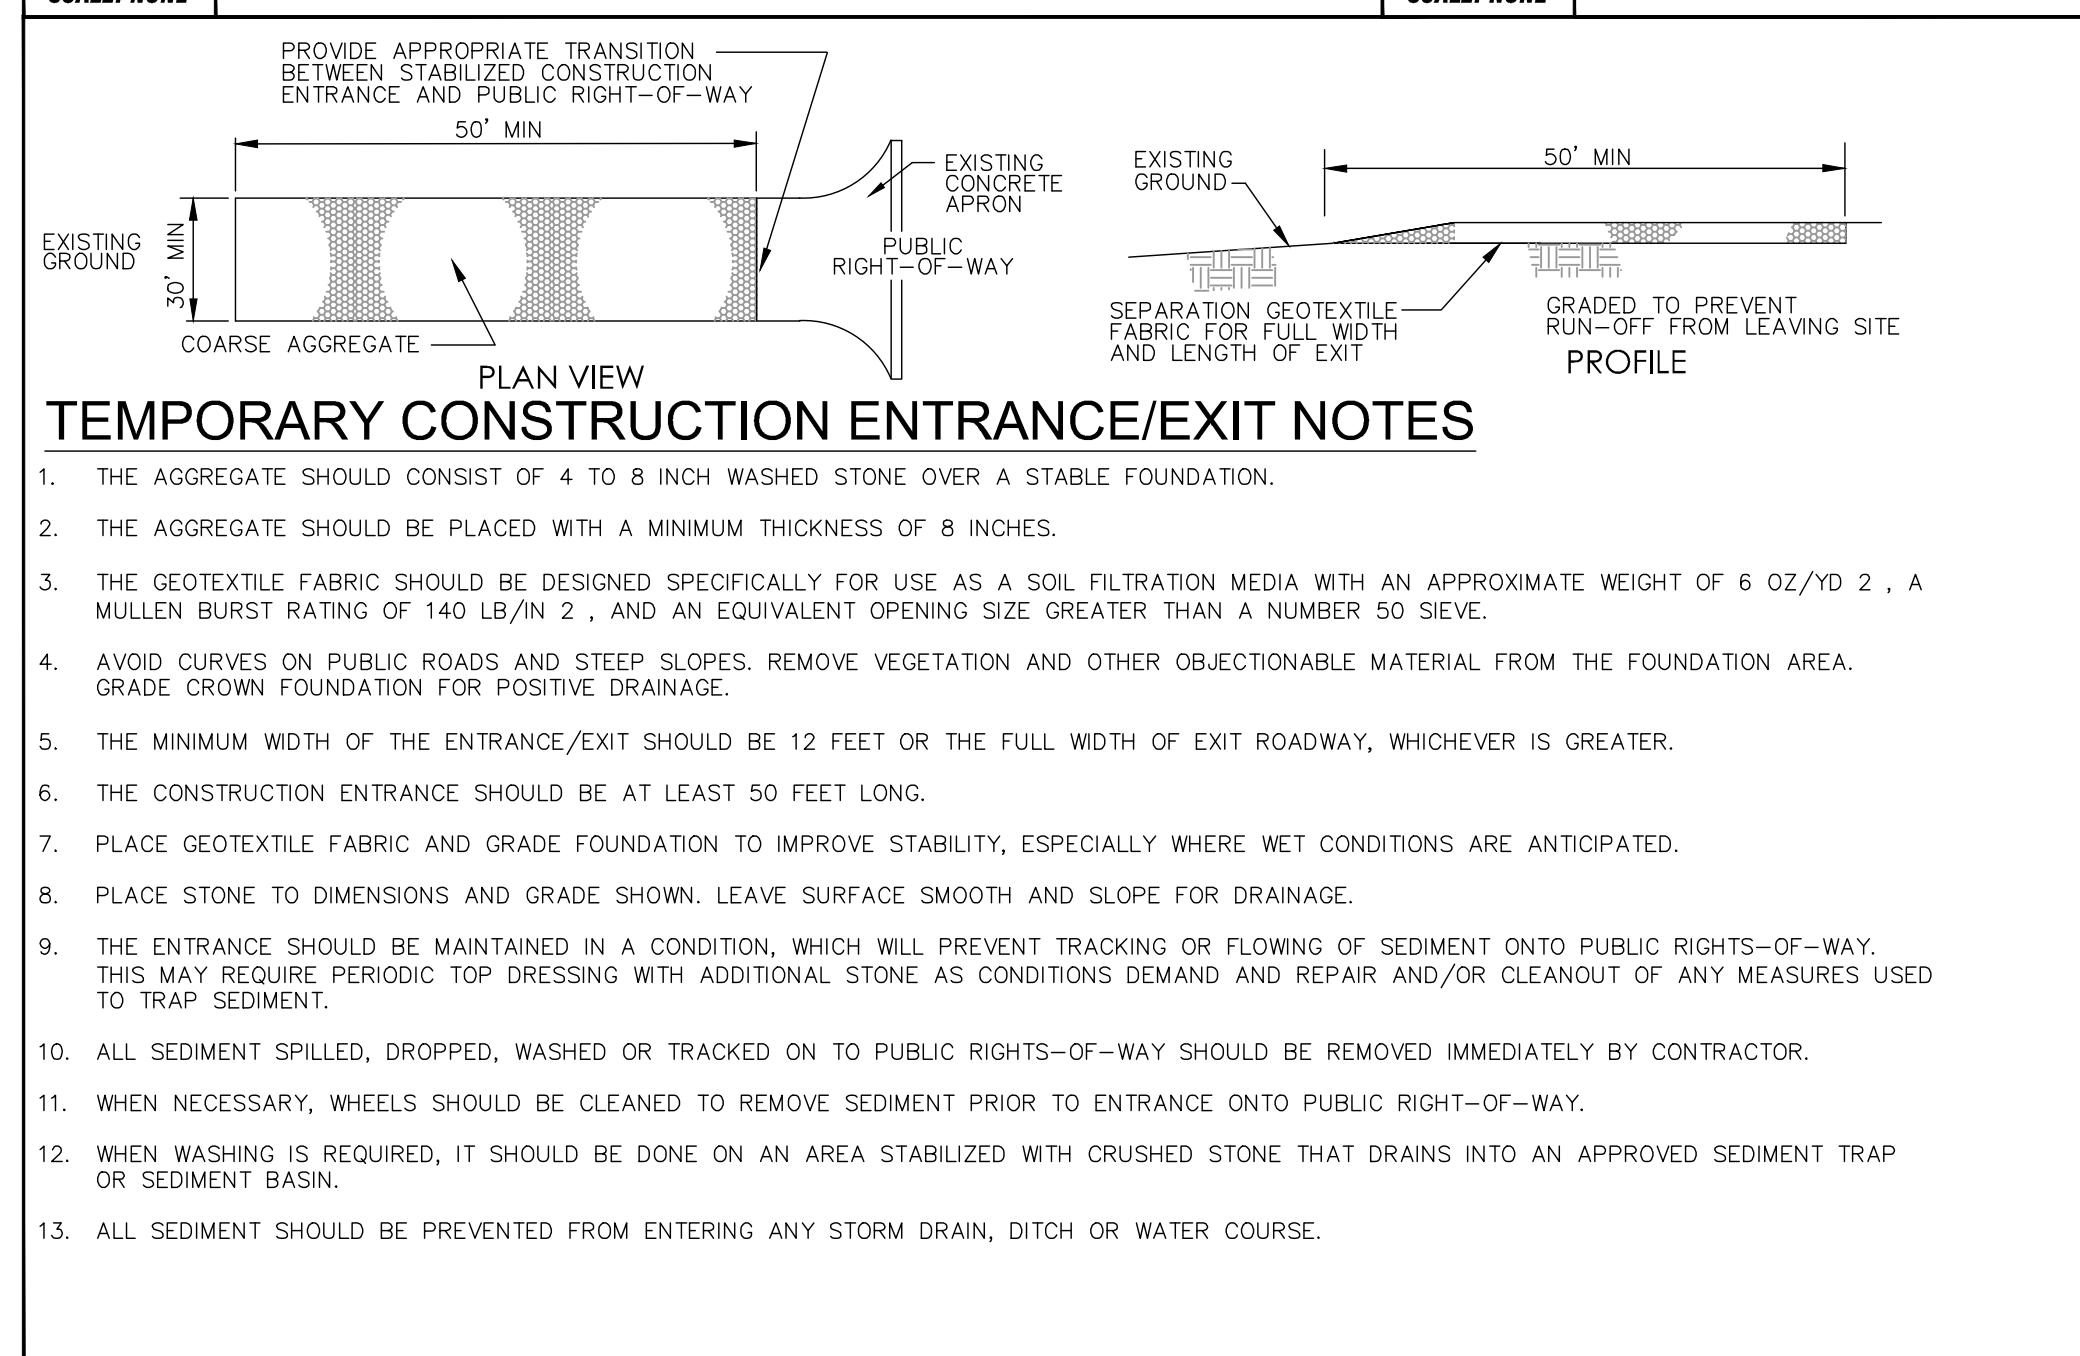 PROVIDE APPROPRIATE TRANSITION
BETWEEN STABILIZED CONSTRUCTION
ENTRANCE AND PUBLIC RIGHT-OF-WAY
50' MIN
EXISTING
GROUND
30' MIN
COARSE AGGREGATE
EXISTING
CONCRETE
APRON
PUBLIC
RIGHT-OF-WAY
PLAN VIEW
EXISTING
GROUND
50' MIN
SEPARATION GEOTEXTILE
FABRIC FOR FULL WIDTH
AND LENGTH OF EXIT
GRADED TO PREVENT
RUN-OFF FROM LEAVING SITE
PROFILE
TEMPORARY CONSTRUCTION ENTRANCE/EXIT NOTES
1. THE AGGREGATE SHOULD CONSIST OF 4 TO 8 INCH WASHED STONE OVER A STABLE FOUNDATION.
2. THE AGGREGATE SHOULD BE PLACED WITH A MINIMUM THICKNESS OF 8 INCHES.
3. THE GEOTEXTILE FABRIC SHOULD BE DESIGNED SPECIFICALLY FOR USE AS A SOIL FILTRATION MEDIA WITH AN APPROXIMATE WEIGHT OF 6 OZ/YD 2 , A
MULLEN BURST RATING OF 140 LB/IN 2 , AND AN EQUIVALENT OPENING SIZE GREATER THAN A NUMBER 50 SIEVE.
4. AVOID CURVES ON PUBLIC ROADS AND STEEP SLOPES. REMOVE VEGETATION AND OTHER OBJECTIONABLE MATERIAL FROM THE FOUNDATION AREA.
GRADE CROWN FOUNDATION FOR POSITIVE DRAINAGE.
5. THE MINIMUM WIDTH OF THE ENTRANCE/EXIT SHOULD BE 12 FEET OR THE FULL WIDTH OF EXIT ROADWAY, WHICHEVER IS GREATER.
6. THE CONSTRUCTION ENTRANCE SHOULD BE AT LEAST 50 FEET LONG.
7. PLACE GEOTEXTILE FABRIC AND GRADE FOUNDATION TO IMPROVE STABILITY, ESPECIALLY WHERE WET CONDITIONS ARE ANTICIPATED.
8. PLACE STONE TO DIMENSIONS AND GRADE SHOWN. LEAVE SURFACE SMOOTH AND SLOPE FOR DRAINAGE.
9. THE ENTRANCE SHOULD BE MAINTAINED IN A CONDITION, WHICH WILL PREVENT TRACKING OR FLOWING OF SEDIMENT ONTO PUBLIC RIGHTS-OF-WAY.
THIS MAY REQUIRE PERIODIC TOP DRESSING WITH ADDITIONAL STONE AS CONDITIONS DEMAND AND REPAIR AND/OR CLEANOUT OF ANY MEASURES USED
TO TRAP SEDIMENT.
10. ALL SEDIMENT SPILLED, DROPPED, WASHED OR TRACKED ON TO PUBLIC RIGHTS-OF-WAY SHOULD BE REMOVED IMMEDIATELY BY CONTRACTOR.
11. WHEN NECESSARY, WHEELS SHOULD BE CLEANED TO REMOVE SEDIMENT PRIOR TO ENTRANCE ONTO PUBLIC RIGHT-OF-WAY.
12. WHEN WASHING IS REQUIRED, IT SHOULD BE DONE ON AN AREA STABILIZED WITH CRUSHED STONE THAT DRAINS INTO AN APPROVED SEDIMENT TRAP
OR SEDIMENT BASIN.
13. ALL SEDIMENT SHOULD BE PREVENTED FROM ENTERING ANY STORM DRAIN, DITCH OR WATER COURSE.